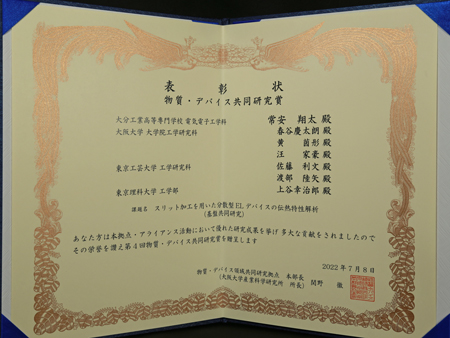 表彰状
物質・デバイス共同研究賞
大分工業高等専門学校 電気電子工学科 常安 翔太 殿
大阪大学 大学院工学研究科 春谷慶太朗 殿
黄 茵彤 殿
汪 家豪 殿
東京工芸大学 工学研究科 佐藤 利文 殿
渡部 陸矢 殿
東京理科大学 工学部 上谷幸治郎 殿
課題名 スリット加工を用いた分散型ELデバイスの伝熱特性解析
(基盤共同研究)
あなた方は本拠点・アライアンス活動において優れた研究成果を挙げ 多大な貢献をされましたので
その栄誉を讃え第4回物質・デバイス共同研究賞を贈呈します
2022年7月8日
物質・デバイス領域共同研究拠点 本部長
(大阪大学産業科学研究所 所長) 関野 徹